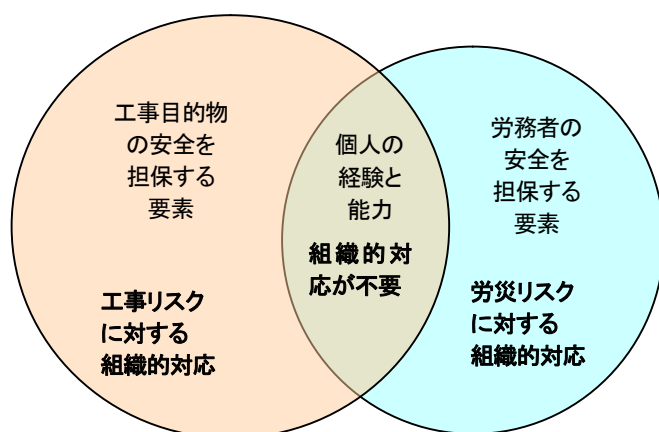 工事目的物
の安全を
担保する
要素
工事リスク
に対する
組織的対応
個人の
経験と
能力
組織的対
応が不要
労務者の
安全を
担保する
要素
労災リスク
に対する
組織的対応